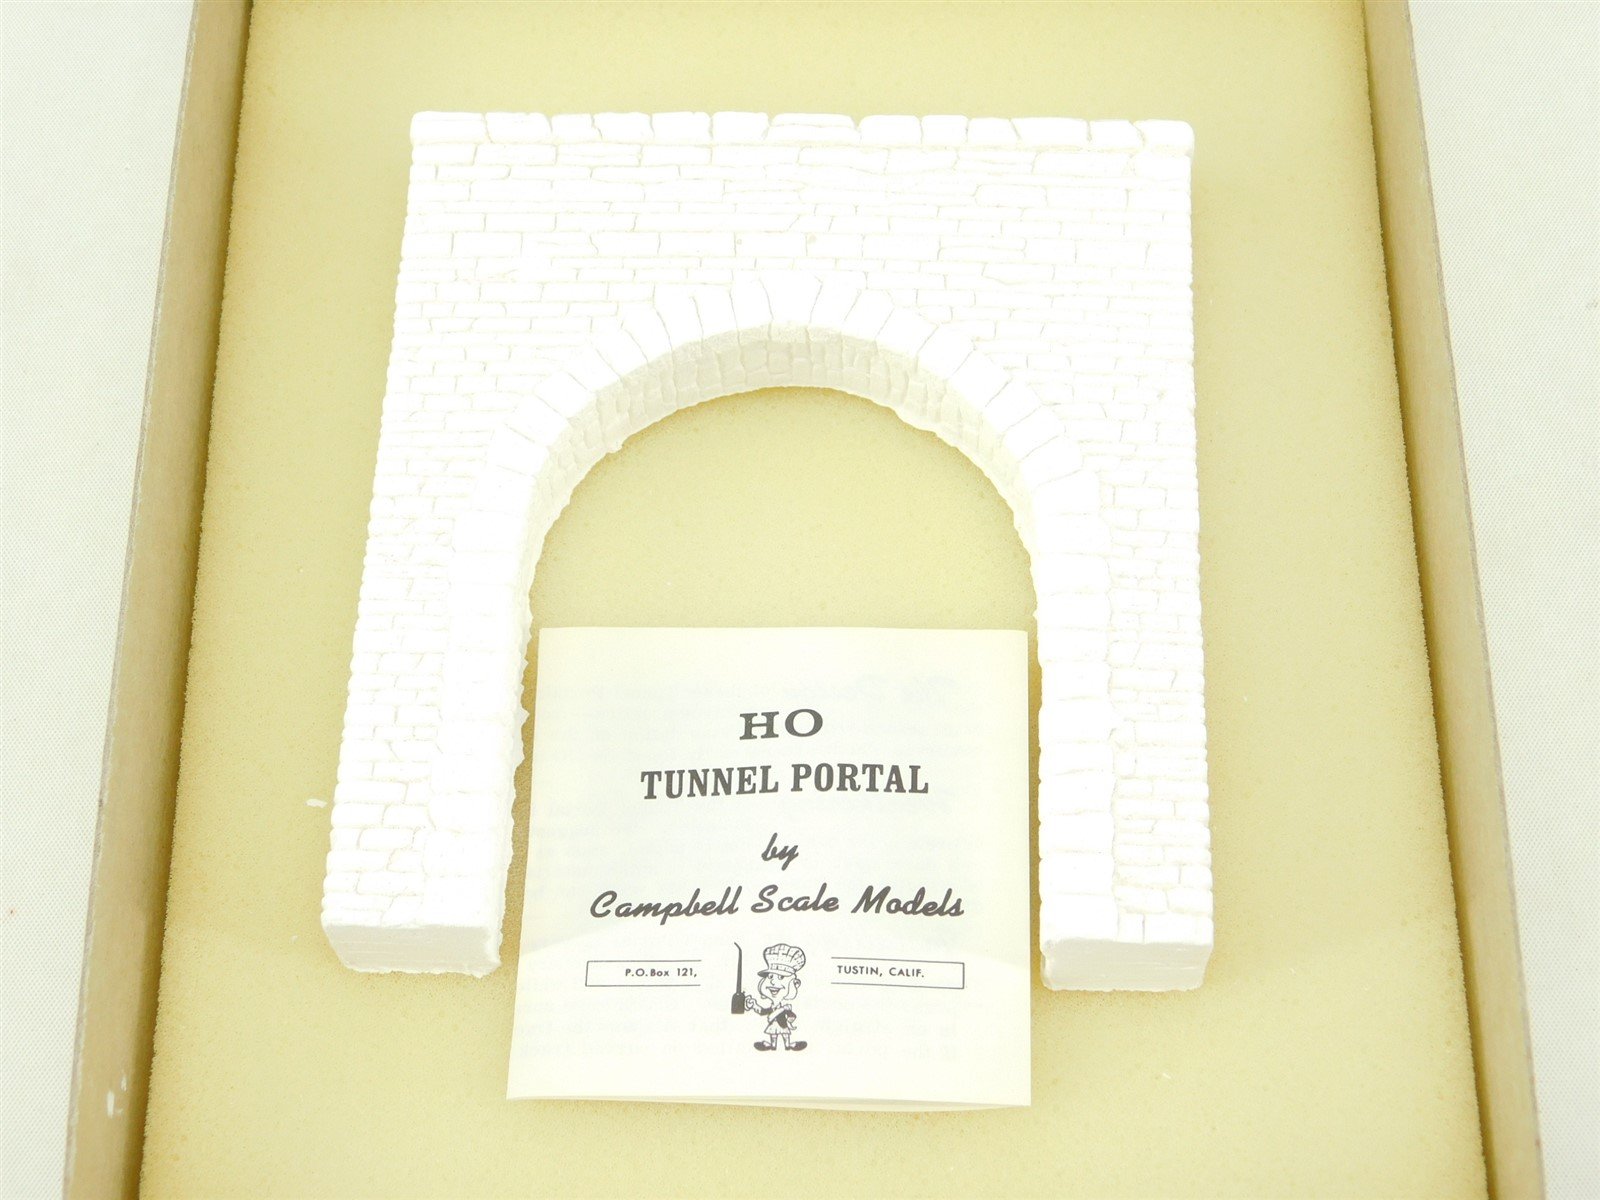 HO
TUNNEL PORTAL
by
Campbell Scale Models
P.O.Box 121, TUSTIN, CALIF.